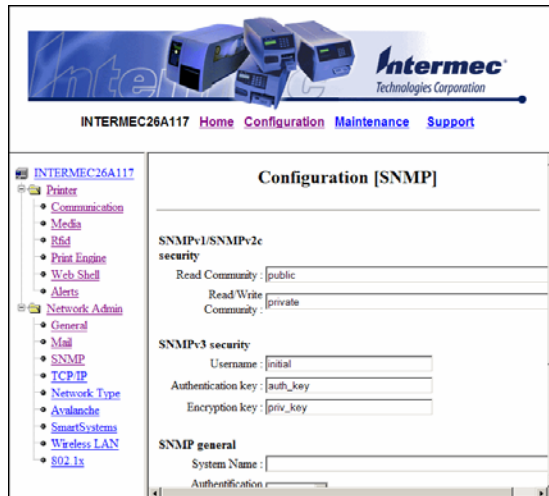 Intermec
Intermec
Technologies Corporation
INTERMEC26A117 Home Configuration Maintenance Support
INTERMEC26A117
Printer
Communication
Media
Rfid
Print Engine
Web Shell
Alerts
Network Admin
General
Mail
SNMP
TCP/IP
Network Type
Avalanche
SmartSystems
Wireless LAN
802.1x
Configuration [SNMP]
SNMPv1/SNMPv2c
security
Read Community : public
Read/Write
Community : private
SNMPv3 security
Username : initial
Authentication key : auth_key
Encryption key : priv_key
SNMP general
System Name :
Authentification